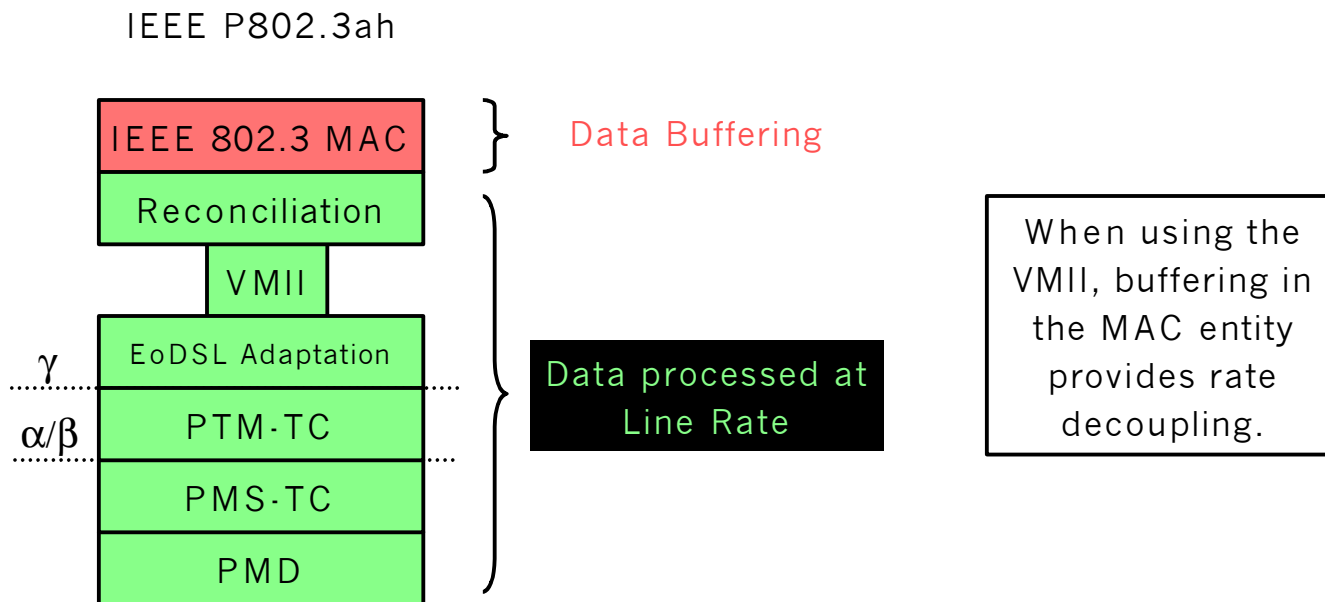 IEEE P802.3ah
IEEE 802.3 MAC
Data Buffering
Reconciliation
VMII
EoDSL Adaptation
γ
PTM-TC
α/β
PMS-TC
PMD
Data processed at
Line Rate
When using the
VMII, buffering in
the MAC entity
provides rate
decoupling.